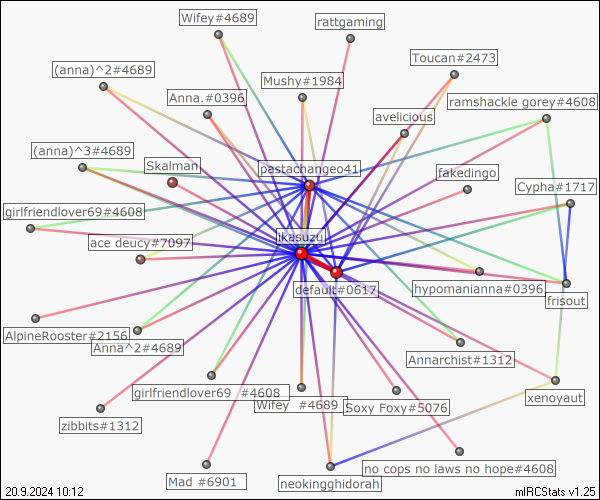 Wifey#4689
rattgaming
Toucan#2473
(anna)^2#4689
Mushy#1984
Anna.#0396
ramshackle gorey#4608
avelicious
(anna)^3#4689
Skalman
pastachangeo41
fakedingo
Cypha#1717
girlfriendlover69#4608
ace deucy#7097
ikasuzu
default#0617
hypomanianna#0396
frisout
AlpineRooster#2156
Anna^2#4689
Annarchist#1312
girlfriendlover69 #4608
Wifey #4689
Soxy Foxy#5076
xenoyaut
zibbits#1312
Mad #6901
neokingghidorah
no cops no laws no hope#4608
20.9.2024 10:12
mIRCStats v1.25